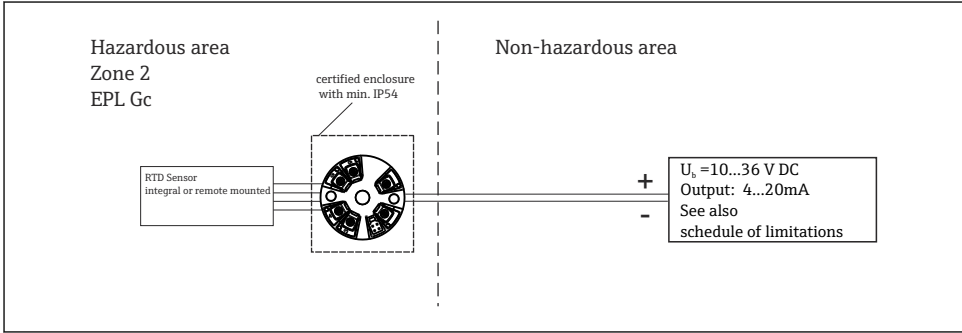 Hazardous area
Zone 2
EPL Gc
Non-hazardous area
certified enclosure
with min. IP54
RTD Sensor
integral or remote mounted
+
-
U_b =10...36 V DC
Output: 4...20mA
See also
schedule of limitations